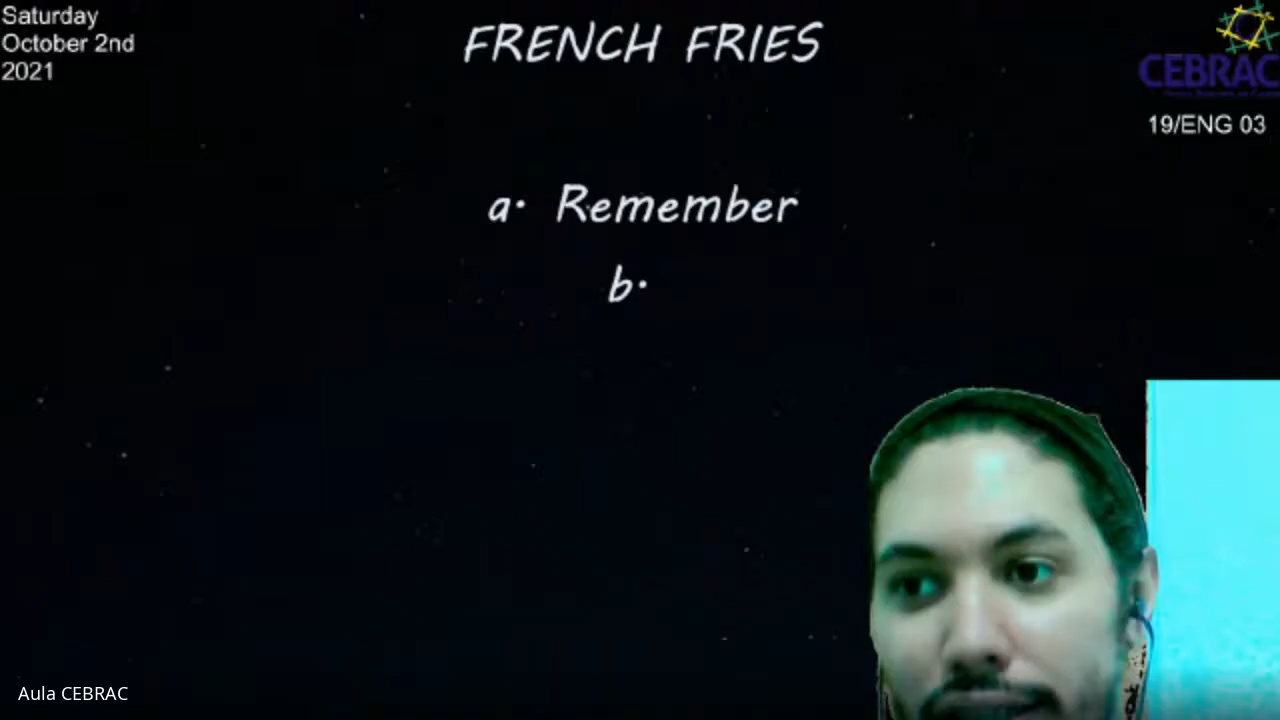 Saturday
October 2nd
2021
FRENCH FRIES
CEBRAC
19/ENG 03
a. Remember
b.
Aula CEBRAC